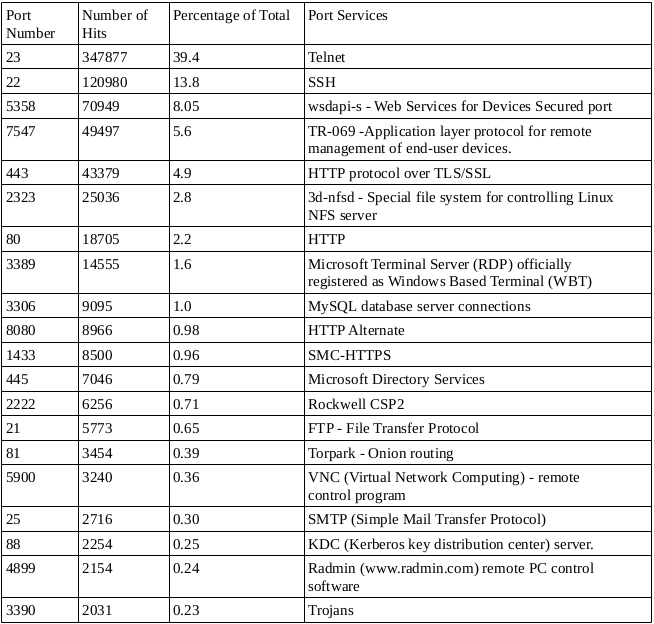 Port Number | Number of Hits | Percentage of Total | Port Services
23 | 347877 | 39.4 | Telnet
22 | 120980 | 13.8 | SSH
5358 | 70949 | 8.05 | wsdapi-s - Web Services for Devices Secured port
7547 | 49497 | 5.6 | TR-069 -Application layer protocol for remote management of end-user devices.
443 | 43379 | 4.9 | HTTP protocol over TLS/SSL
2323 | 25036 | 2.8 | 3d-nfsd - Special file system for controlling Linux NFS server
80 | 18705 | 2.2 | HTTP
3389 | 14555 | 1.6 | Microsoft Terminal Server (RDP) officially registered as Windows Based Terminal (WBT)
3306 | 9095 | 1.0 | MySQL database server connections
8080 | 8966 | 0.98 | HTTP Alternate
1433 | 8500 | 0.96 | SMC-HTTPS
445 | 7046 | 0.79 | Microsoft Directory Services
2222 | 6256 | 0.71 | Rockwell CSP2
21 | 5773 | 0.65 | FTP - File Transfer Protocol
81 | 3454 | 0.39 | Torpark - Onion routing
5900 | 3240 | 0.36 | VNC (Virtual Network Computing) - remote control program
25 | 2716 | 0.30 | SMTP (Simple Mail Transfer Protocol)
88 | 2254 | 0.25 | KDC (Kerberos key distribution center) server.
4899 | 2154 | 0.24 | Radmin (www.radmin.com) remote PC control software
3390 | 2031 | 0.23 | Trojans